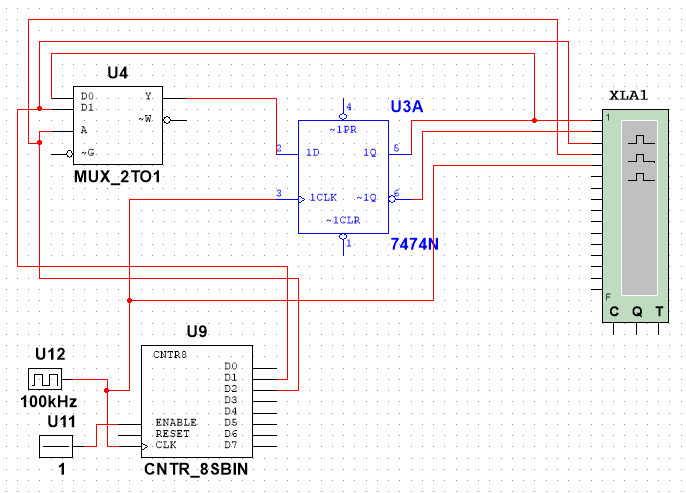 U4
D0
D1
A
~G
Y
~W
MUX_2TO1
U3A
4
~1PR
2
1D
1Q
5
3
1CLK
~1Q
6
~1CLR
1
7474N
XLA1
1
F
C Q T
U12
100kHz
U11
1
U9
CNTR8
D0
D1
D2
D3
D4
ENABLE
D5
RESET
D6
CLK
D7
CNTR_8SBIN